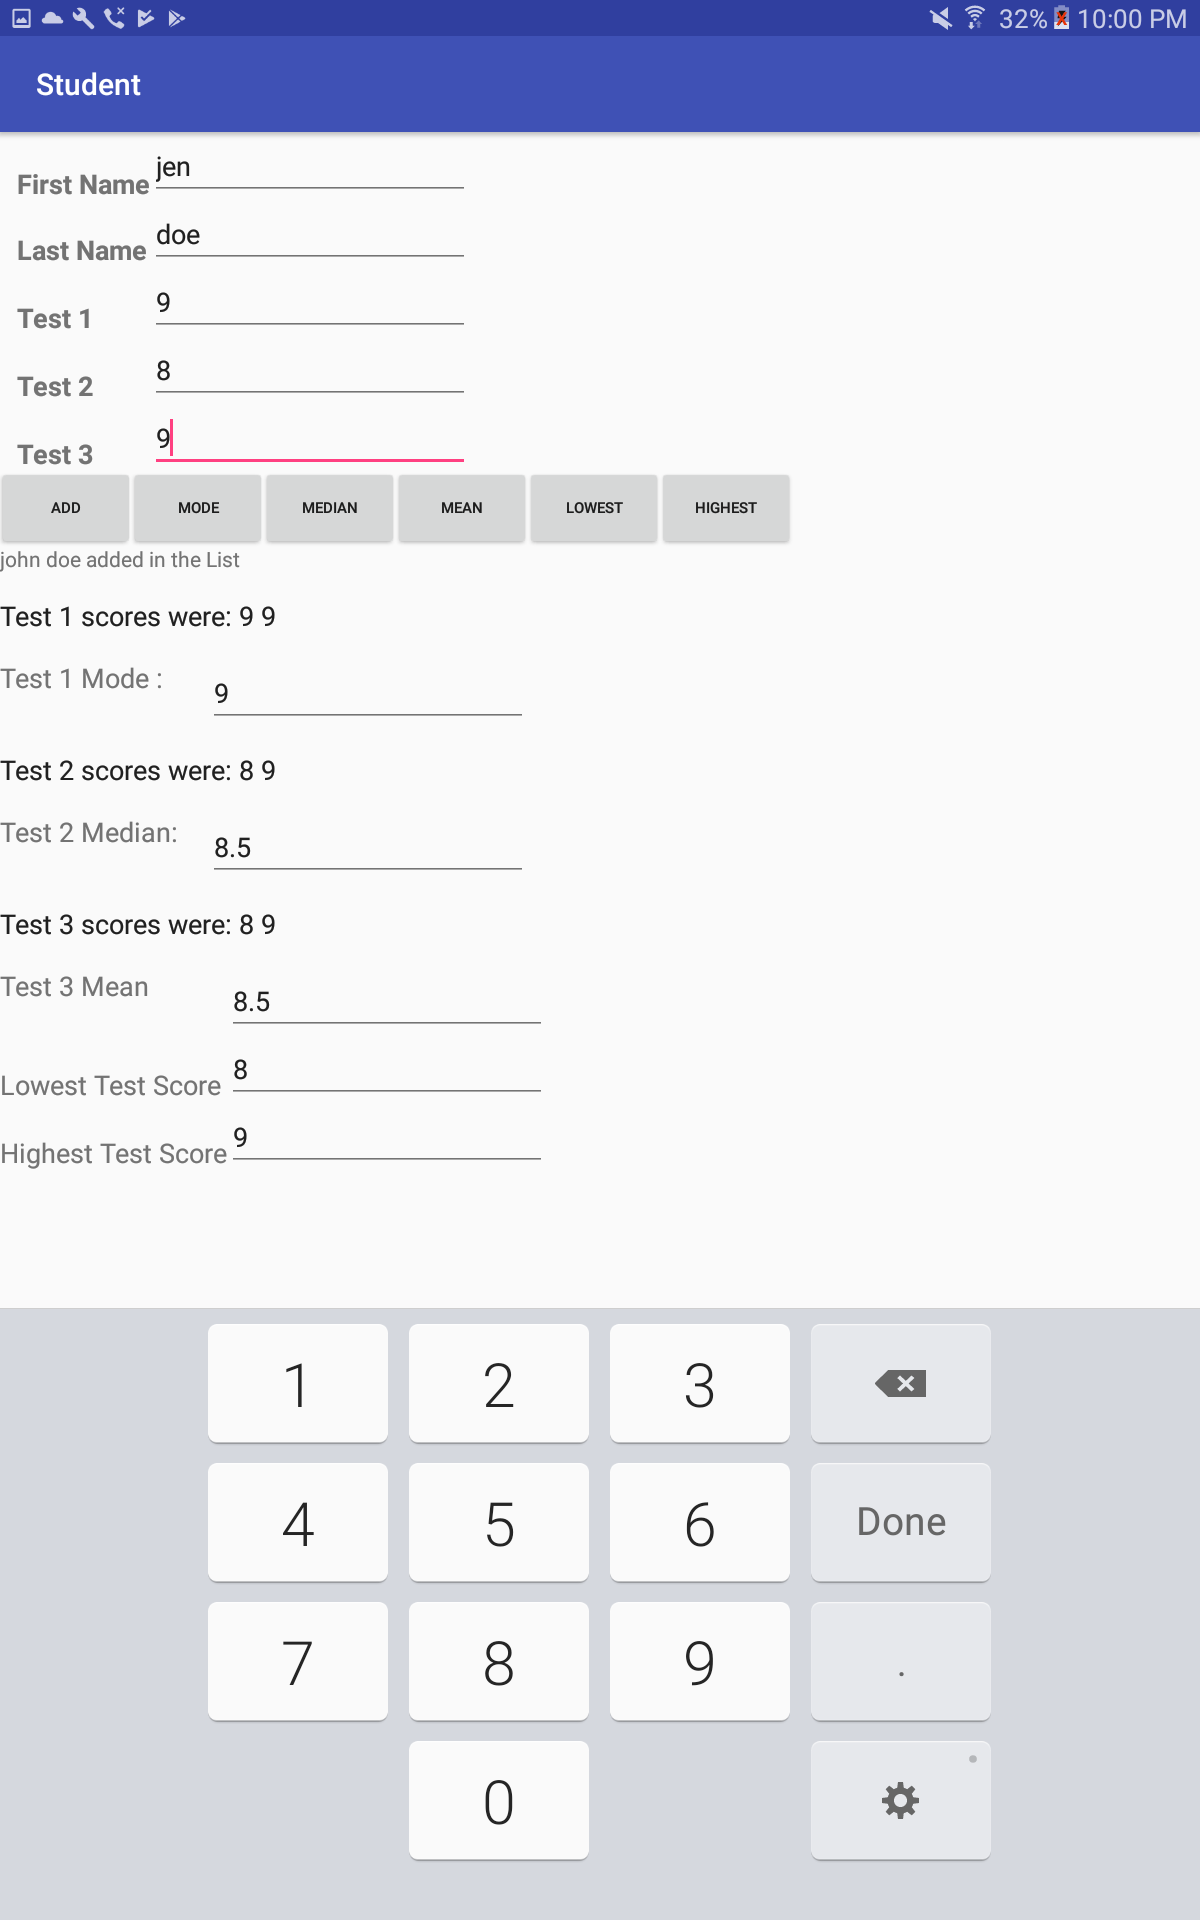 32% 10:00 PM
Student
First Name jen
Last Name doe
Test 1 9
Test 2 8
Test 3 9
ADD MODE MEDIAN MEAN LOWEST HIGHEST
john doe added in the List
Test 1 scores were: 9 9
Test 1 Mode : 9
Test 2 scores were: 8 9
Test 2 Median: 8.5
Test 3 scores were: 8 9
Test 3 Mean 8.5
Lowest Test Score 8
Highest Test Score 9
1 2 3
4 5 6 Done
7 8 9 .
0